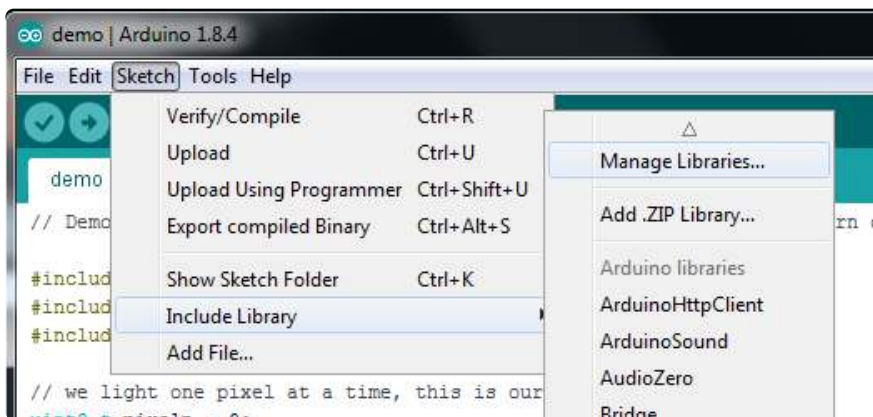 demo | Arduino 1.8.4
File Edit Sketch Tools Help
Verify/Compile Ctrl+R
Upload Ctrl+U
Upload Using Programmer Ctrl+Shift+U
Export compiled Binary Ctrl+Alt+S
Show Sketch Folder Ctrl+K
Include Library
Add File...
Manage Libraries...
Add .ZIP Library...
Arduino libraries
ArduinoHttpClient
ArduinoSound
AudioZero
Bridge
demo
// Demo
#includ
#includ
#includ
// we light one pixel at a time, this is our